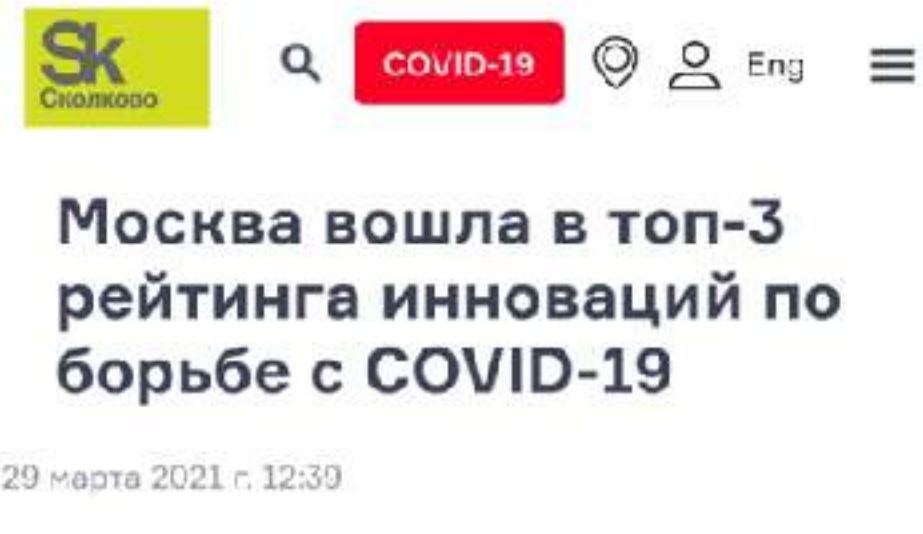 Sk
Сколково
COVID-19
Eng
Москва вошла в топ-3
рейтинга инноваций по
борьбе с COVID-19
29 марта 2021 г. 12:39